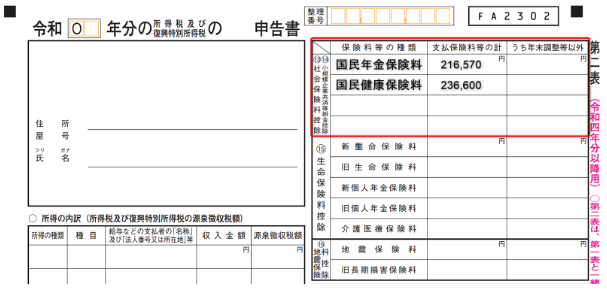 令和 0 年分の所得税及び復興特別所得税の 申告書
整理番号
FA2302
住所
屋号
フリガナ
氏名
保険料等の種類 支払保険料等の計 うち年末調整等以外
⑬⑭社会保険料控除 小規模企業共済等掛金控除
国民年金保険料 216,570 円 円
国民健康保険料 236,600
⑮生命保険料控除
新生命保険料 円 円
旧生命保険料
新個人年金保険料
旧個人年金保険料
介護医療保険料
⑯地震保険料控除
地震保険料 円 円
旧長期損害保険料
第二表(令和四年分以降用)〇第二表は、第一表と一緒
〇 所得の内訳(所得税及び復興特別所得税の源泉徴収税額)
所得の種類 種目 給与などの支払者の「名称」及び「法人番号又は所在地」等 収入金額 源泉徴収税額
円 円